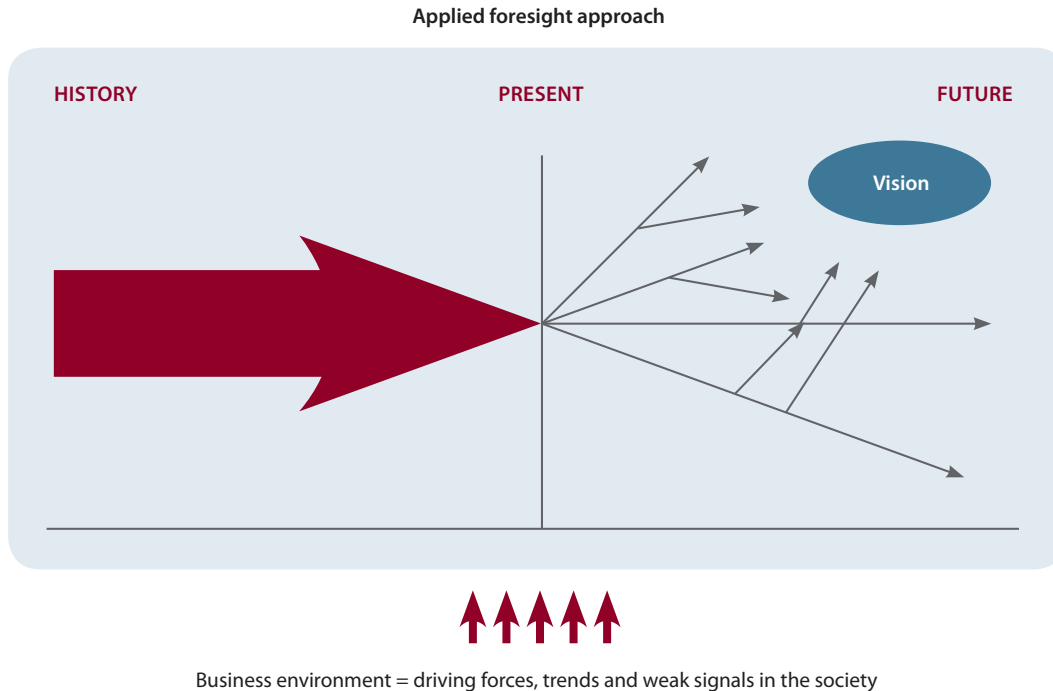 Applied foresight approach
HISTORY
PRESENT
FUTURE
Vision
Business environment = driving forces, trends and weak signals in the society